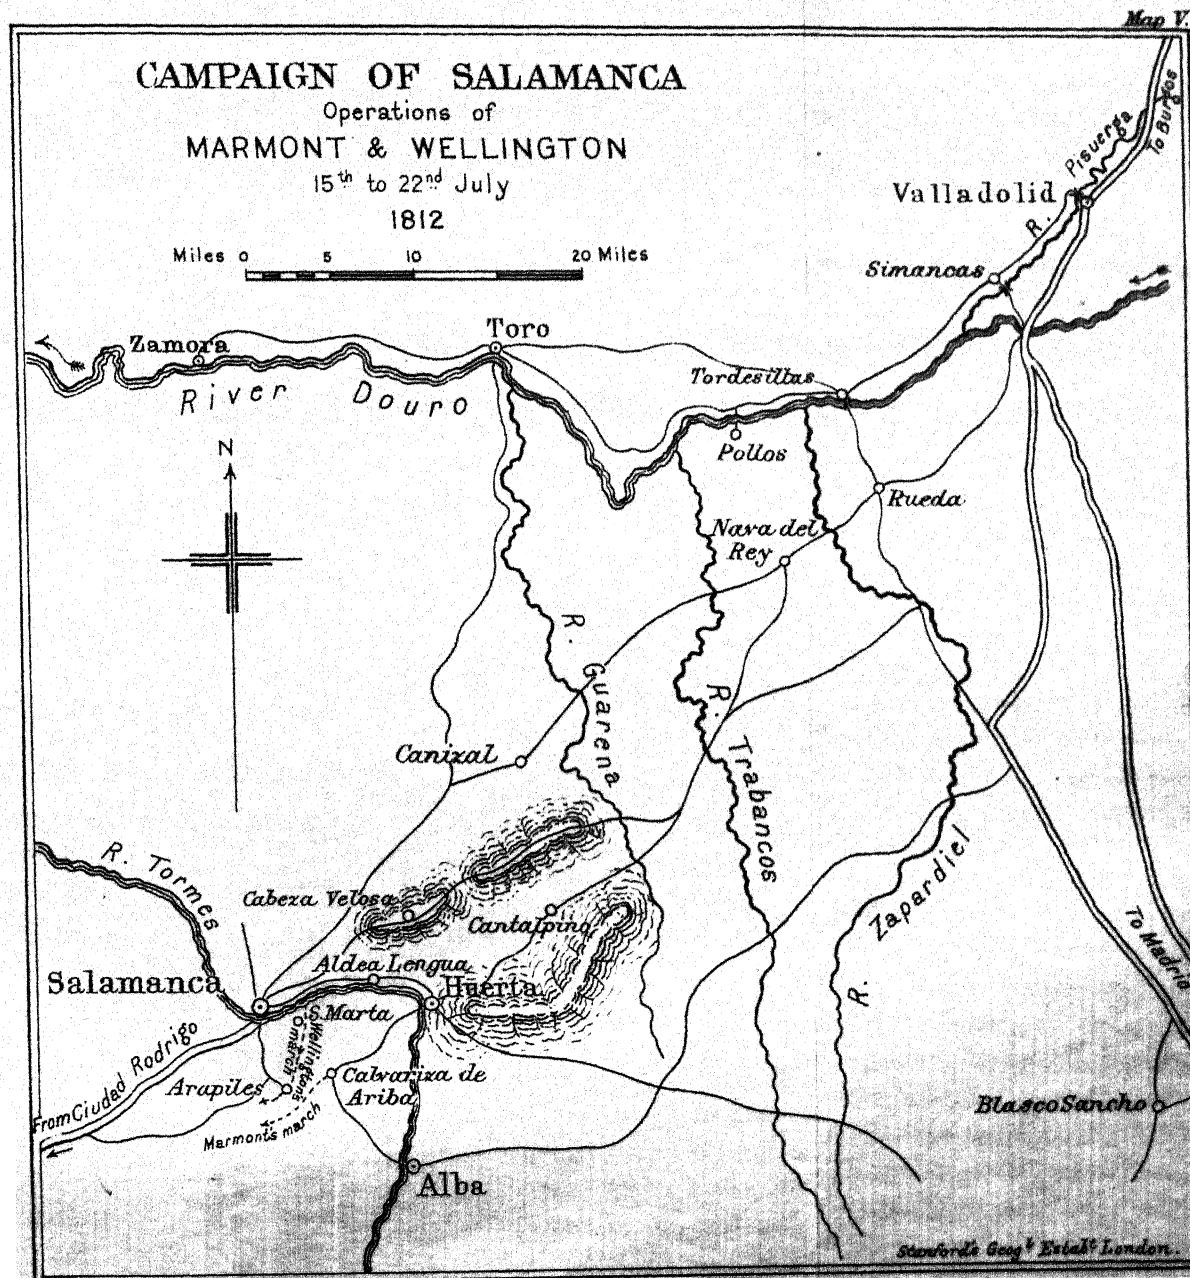 Map V.
CAMPAIGN OF SALAMANCA
Operations of
MARMONT & WELLINGTON
15th to 22nd July
1812
Miles 0 5 10 20 Miles
To Burgos
R. Pisuerga
Valladolid
Simancas
Zamora
Toro
River Douro
Tordesillas
Pollos
N
Rueda
Nava del
Rey
R. Guarena
R. Trabancos
Canizal
R. Zapardiel
R. Tormes
Cabeza Velosa
Cantalpino
To Madrid
Aldea Lengua
Salamanca
Huerta
S. Marta
Wellington's
march
From Ciudad Rodrigo
Arapiles
Calvariza de
Ariba
Marmont's march
Blasco Sancho
Alba
Stanford's Geogl. Estabt. London.